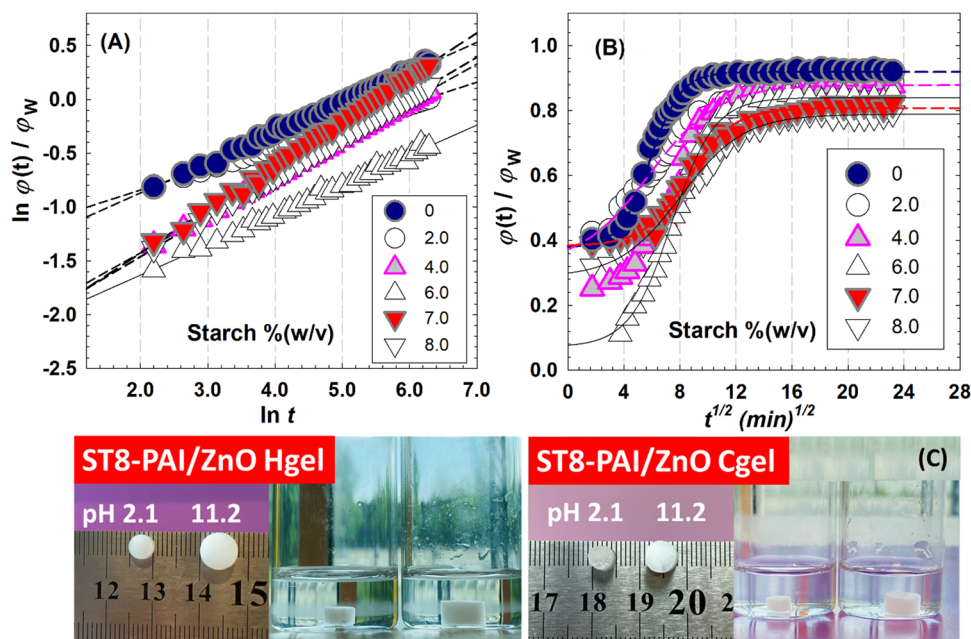 (A)
0.5
0.0
-0.5
-1.0
-1.5
-2.0
-2.5
ln φ(t) / φw
2.0 3.0 4.0 5.0 6.0 7.0
ln t
Starch %(w/v)
0
2.0
4.0
6.0
7.0
8.0
(B)
1.0
0.8
0.6
0.4
0.2
0.0
φ(t) / φw
0 4 8 12 16 20 24 28
t1/2 (min)1/2
Starch %(w/v)
0
2.0
4.0
6.0
7.0
8.0
ST8-PAI/ZnO Hgel
pH 2.1 11.2
12 13 14 15
ST8-PAI/ZnO Cgel
(C)
pH 2.1 11.2
17 18 19 20